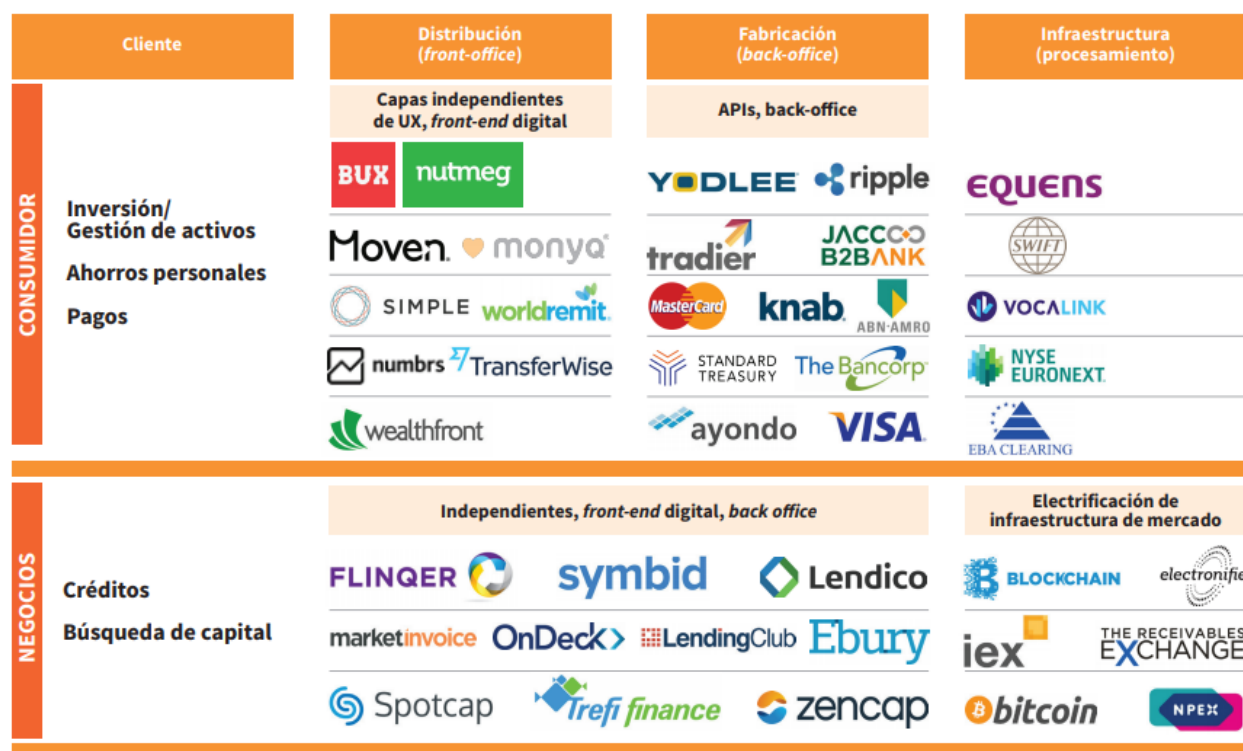 Cliente
Distribución
(front-office)
Fabricación
(back-office)
Infraestructura
(procesamiento)
CONSUMIDOR
Inversión/
Gestión de activos
Ahorros personales
Pagos
Capas independientes
de UX, front-end digital
APIs, back-office
BUX nutmeg
YODLEE ripple
EQUENS
Moven. monyq
tradier JACCOO
B2BANK
SWIFT
SIMPLE worldremit.
MasterCard knab. ABN·AMRO
VOCALINK
numbrs TransferWise
STANDARD
TREASURY
The Bancorp
NYSE
EURONEXT.
wealthfront
ayondo VISA
EBA CLEARING
NEGOCIOS
Créditos
Búsqueda de capital
Independientes, front-end digital, back office
Electrificación de
infraestructura de mercado
FLINQER symbid Lendico
BLOCKCHAIN electronifie
marketinvoice OnDeck> LendingClub Ebury
iex THE RECEIVABLES
EXCHANGE
Spotcap Trefi finance zencap
bitcoin NPEX